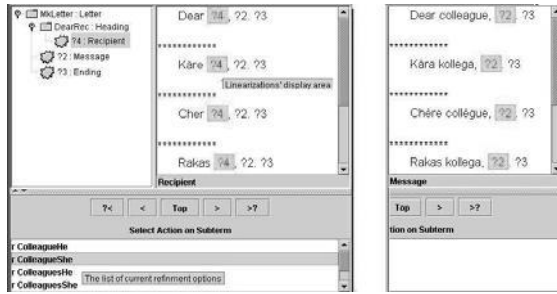 MkLetter : Letter
DearRec : Heading
?4 : Recipient
?2 : Message
?3 : Ending
Dear ?4 , ?2. ?3
************
Kåre ?4 , ?2. ?3
Linearizations' display area
************
Cher ?4 , ?2. ?3
************
Rakas ?4 , ?2. ?3
Recipient
?< < Top > >?
Select Action on Subterm
r ColleagueHe
r ColleagueShe
r ColleaguesHe
r ColleaguesShe
The list of current refinment options
Dear colleague, ?2 . ?3
************
Kära kollega, ?2 . ?3
************
Chère collègue, ?2 . ?3
************
Rakas kollega, ?2 . ?3
Message
Top > >?
tion on Subterm